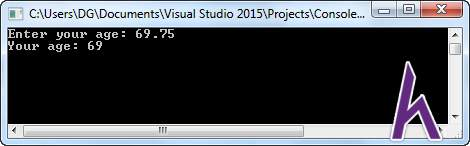 C:\Users\DG\Documents\Visual Studio 2015\Projects\Console...
Enter your age: 69.75
Your age: 69